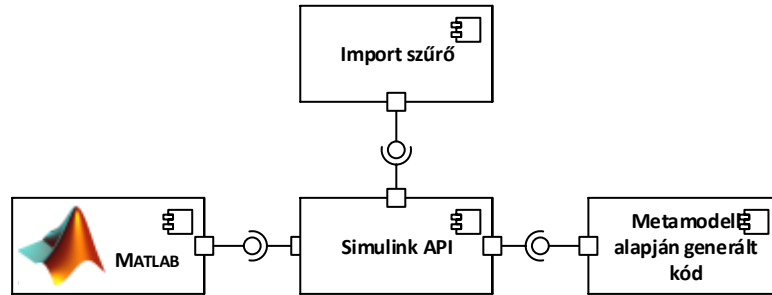 Import szűrő
MATLAB
Simulink API
Metamodell
alapján generált
kód